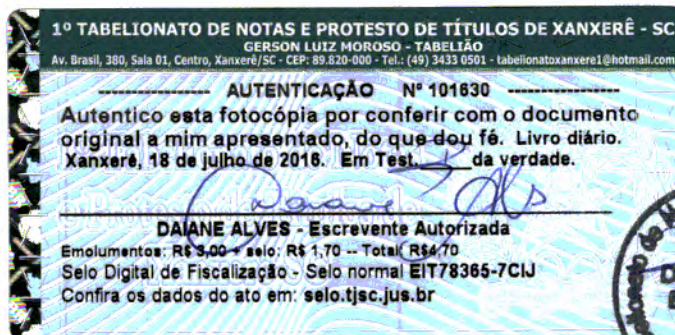 1º TABELIONATO DE NOTAS E PROTESTO DE TÍTULOS DE XANXERÊ - SC
GERSON LUIZ MOROSO - TABELIÃO
Av. Brasil, 380, Sala 01, Centro, Xanxerê/SC - CEP: 89.820-000 - Tel.: (49) 3433 0501 - tabelionatoxanxere1@hotmail.com
---------------- AUTENTICAÇÃO Nº 101630 ----------------
Autentico esta fotocópia por conferir com o documento
original a mim apresentado, do que dou fé. Livro diário.
Xanxerê, 18 de julho de 2016. Em Test.____da verdade.
Daiane Alves
DAIANE ALVES - Escrevente Autorizada
Emolumentos: R$ 3,00 + selo: R$ 1,70 -- Total: R$4,70
Selo Digital de Fiscalização - Selo normal EIT78365-7CIJ
Confira os dados do ato em: selo.tjsc.jus.br